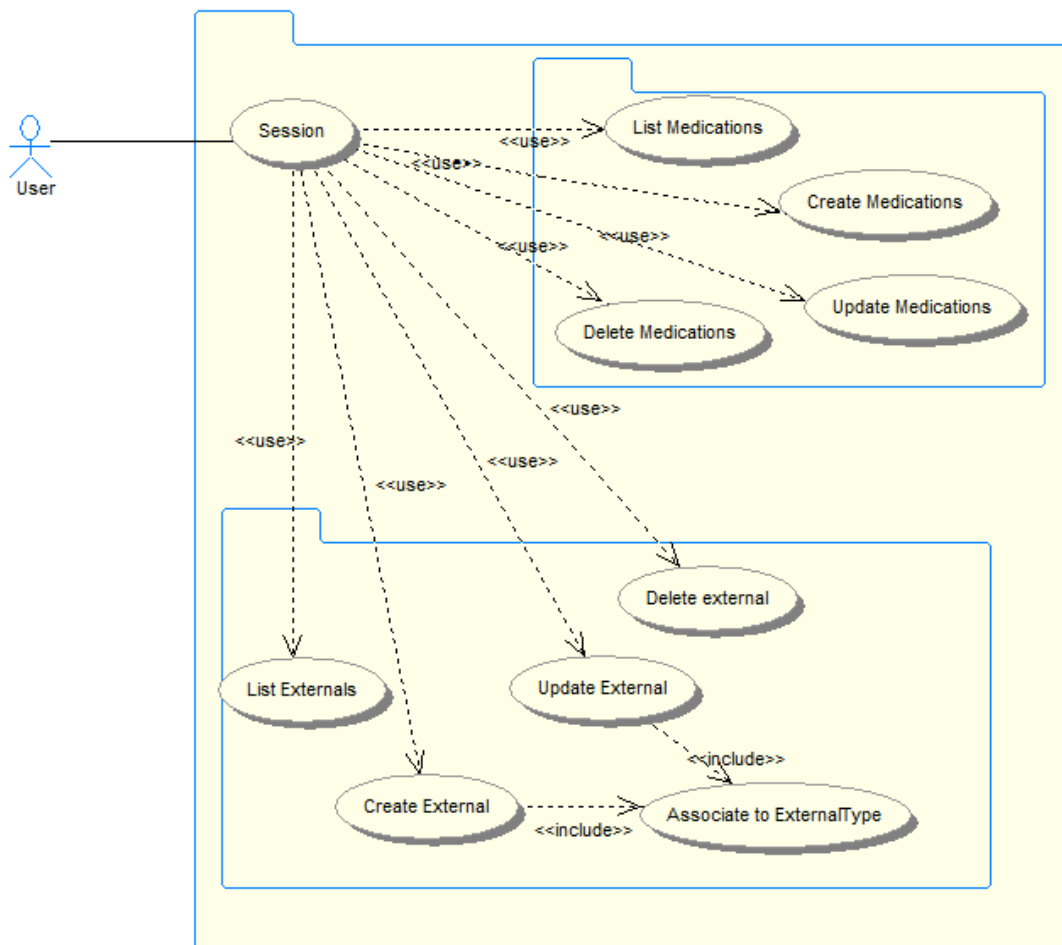 Session
List Medications
<<use>>
<<use>>
User
Create Medications
<<use>>
<<use>>
Update Medications
Delete Medications
<<use>>
<<use>>
<<use>>
<<use>>
Delete external
List Externals
Update External
<<include>>
Create External
Associate to ExternalType
<<include>>